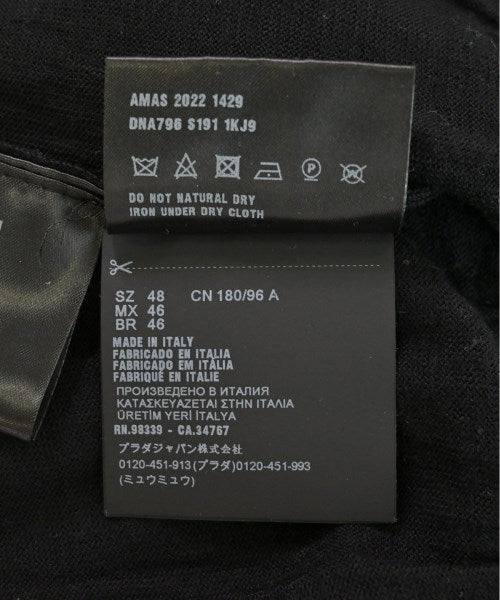 AMAS 2022 1429
DNA796 S191 1KJ9
P
DO NOT NATURAL DRY
IRON UNDER DRY CLOTH
SZ 48 CN 180/96 A
MX 46
BR 46
MADE IN ITALY
FABRICADO EN ITALIA
FABRICADO EM ITÁLIA
FABRIQUÉ EN ITALIE
ПРОИЗВЕДЕНО В ИТАЛИЯ
ΚΑΤΑΣΚΕΥΑΖΕΤΑΙ ΣΤΗΝ ΙΤΑΛΙΑ
ÜRETİM YERİ İTALYA
RN.98339 - CA.34767
プラダジャパン株式会社
0120-451-913(プラダ)0120-451-993
(ミュウミュウ)